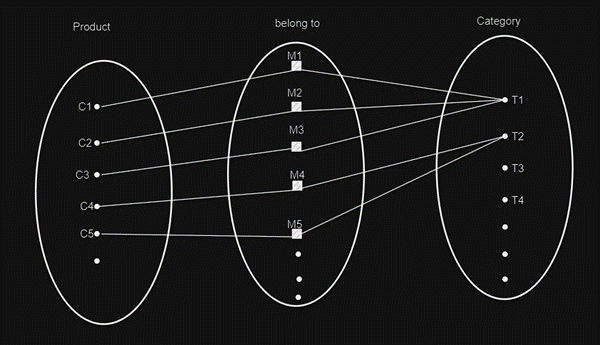 Product
belong to
Category
C1
C2
C3
C4
C5
M1
M2
M3
M4
M5
T1
T2
T3
T4